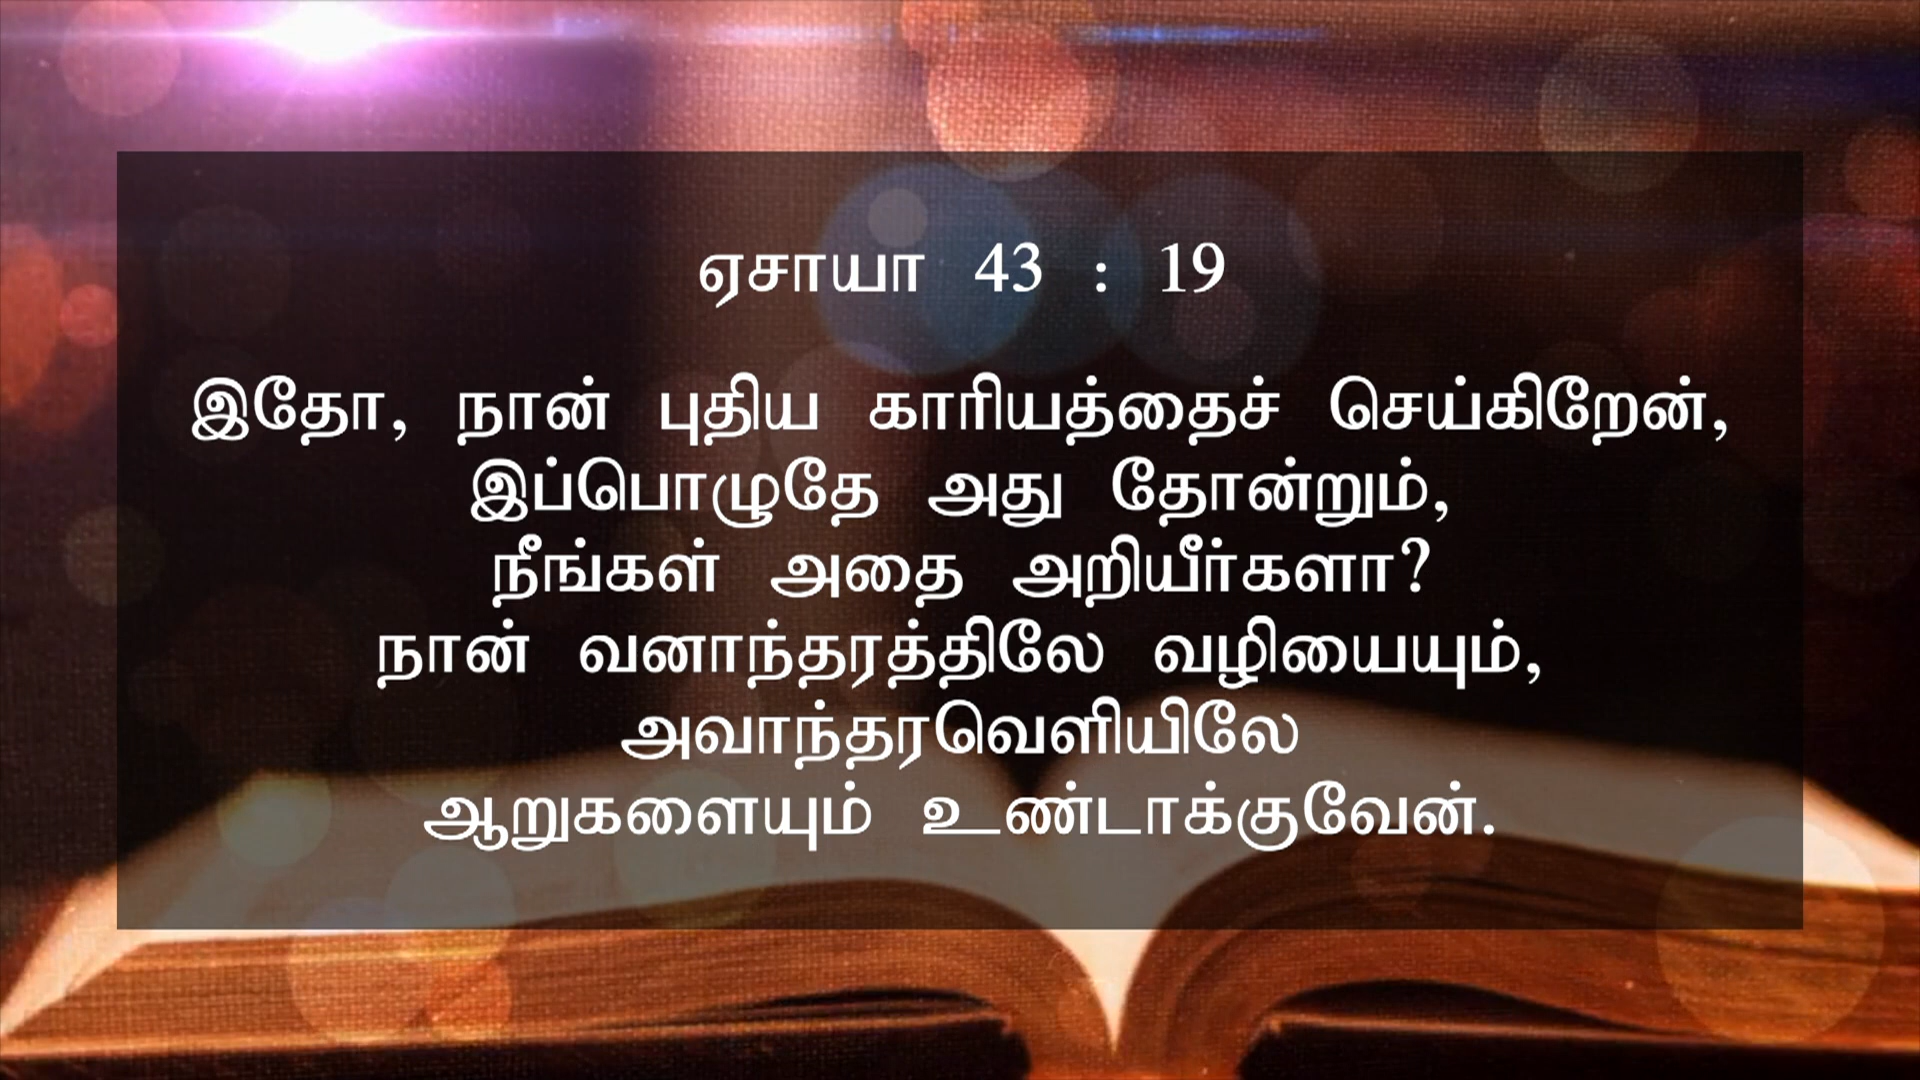 ஏசாயா 43 : 19
இதோ, நான் புதிய காரியத்தைச் செய்கிறேன்,
இப்பொழுதே அது தோன்றும்,
நீங்கள் அதை அறியீர்களா?
நான் வனாந்தரத்திலே வழியையும்,
அவாந்தரவெளியிலே
ஆறுகளையும் உண்டாக்குவேன்.